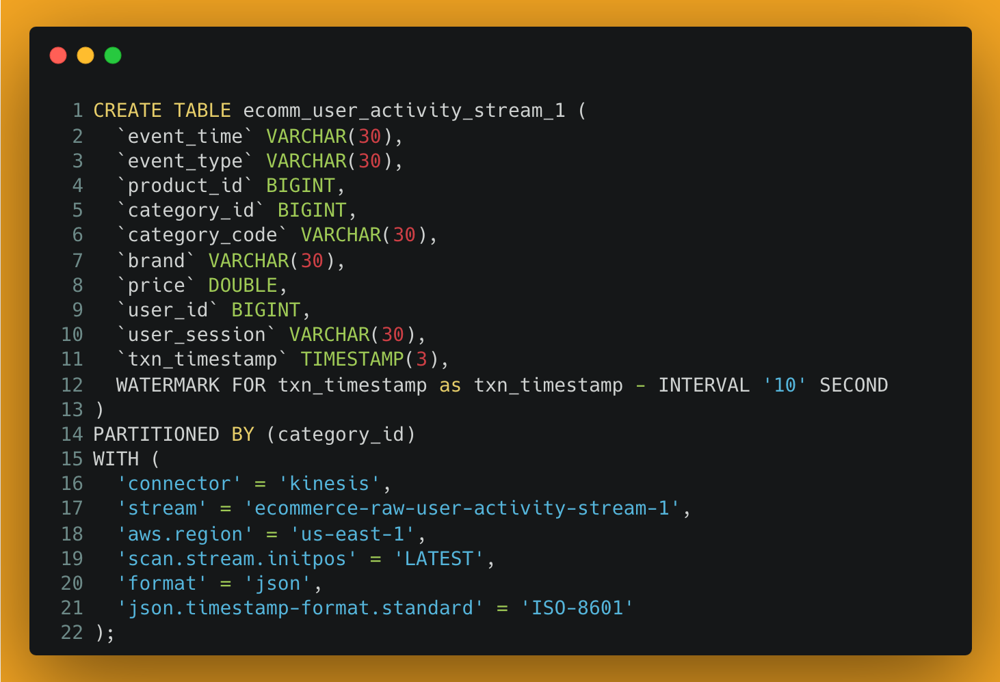 1 CREATE TABLE ecomm_user_activity_stream_1 (
2   `event_time` VARCHAR(30),
3   `event_type` VARCHAR(30),
4   `product_id` BIGINT,
5   `category_id` BIGINT,
6   `category_code` VARCHAR(30),
7   `brand` VARCHAR(30),
8   `price` DOUBLE,
9   `user_id` BIGINT,
10   `user_session` VARCHAR(30),
11   `txn_timestamp` TIMESTAMP(3),
12   WATERMARK FOR txn_timestamp as txn_timestamp - INTERVAL '10' SECOND
13 )
14 PARTITIONED BY (category_id)
15 WITH (
16   'connector' = 'kinesis',
17   'stream' = 'ecommerce-raw-user-activity-stream-1',
18   'aws.region' = 'us-east-1',
19   'scan.stream.initpos' = 'LATEST',
20   'format' = 'json',
21   'json.timestamp-format.standard' = 'ISO-8601'
22 );